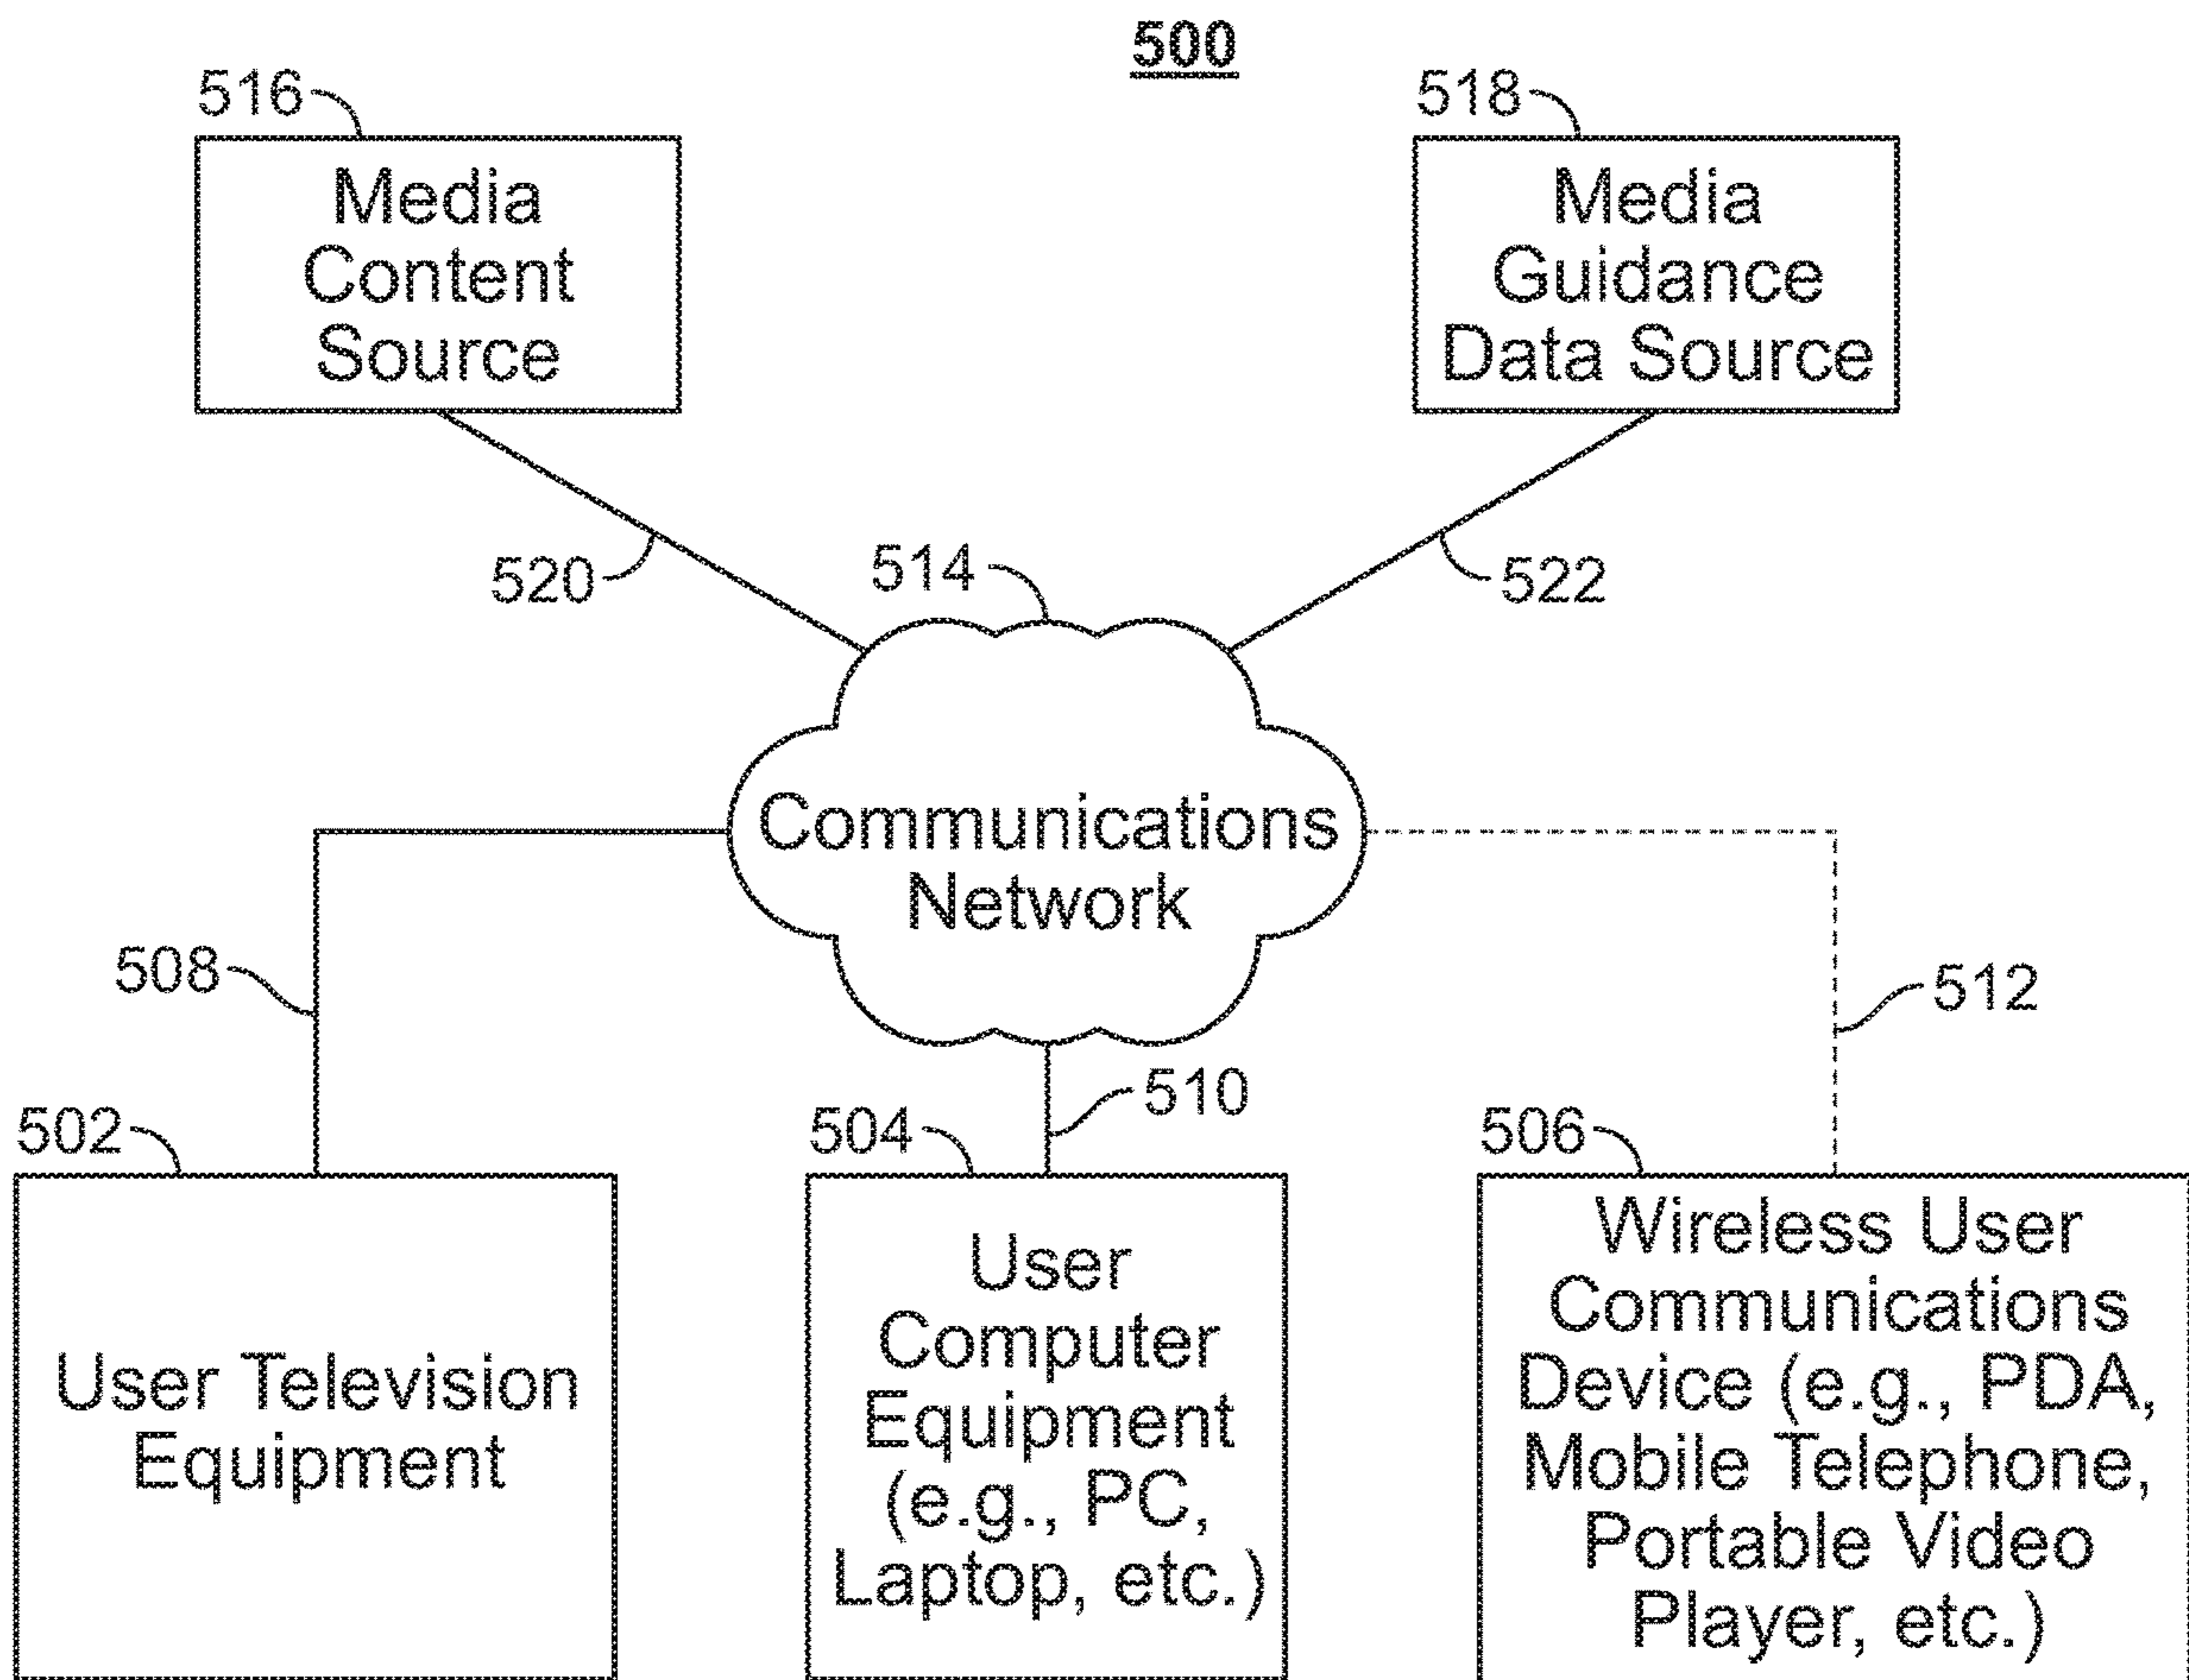 500
516
518
Media
Content
Source
Media
Guidance
Data Source
520
514
522
Communications
Network
508
512
510
502
504
506
User Television
Equipment
User
Computer
Equipment
(e.g., PC,
Laptop, etc.)
Wireless User
Communications
Device (e.g., PDA,
Mobile Telephone,
Portable Video
Player, etc.)